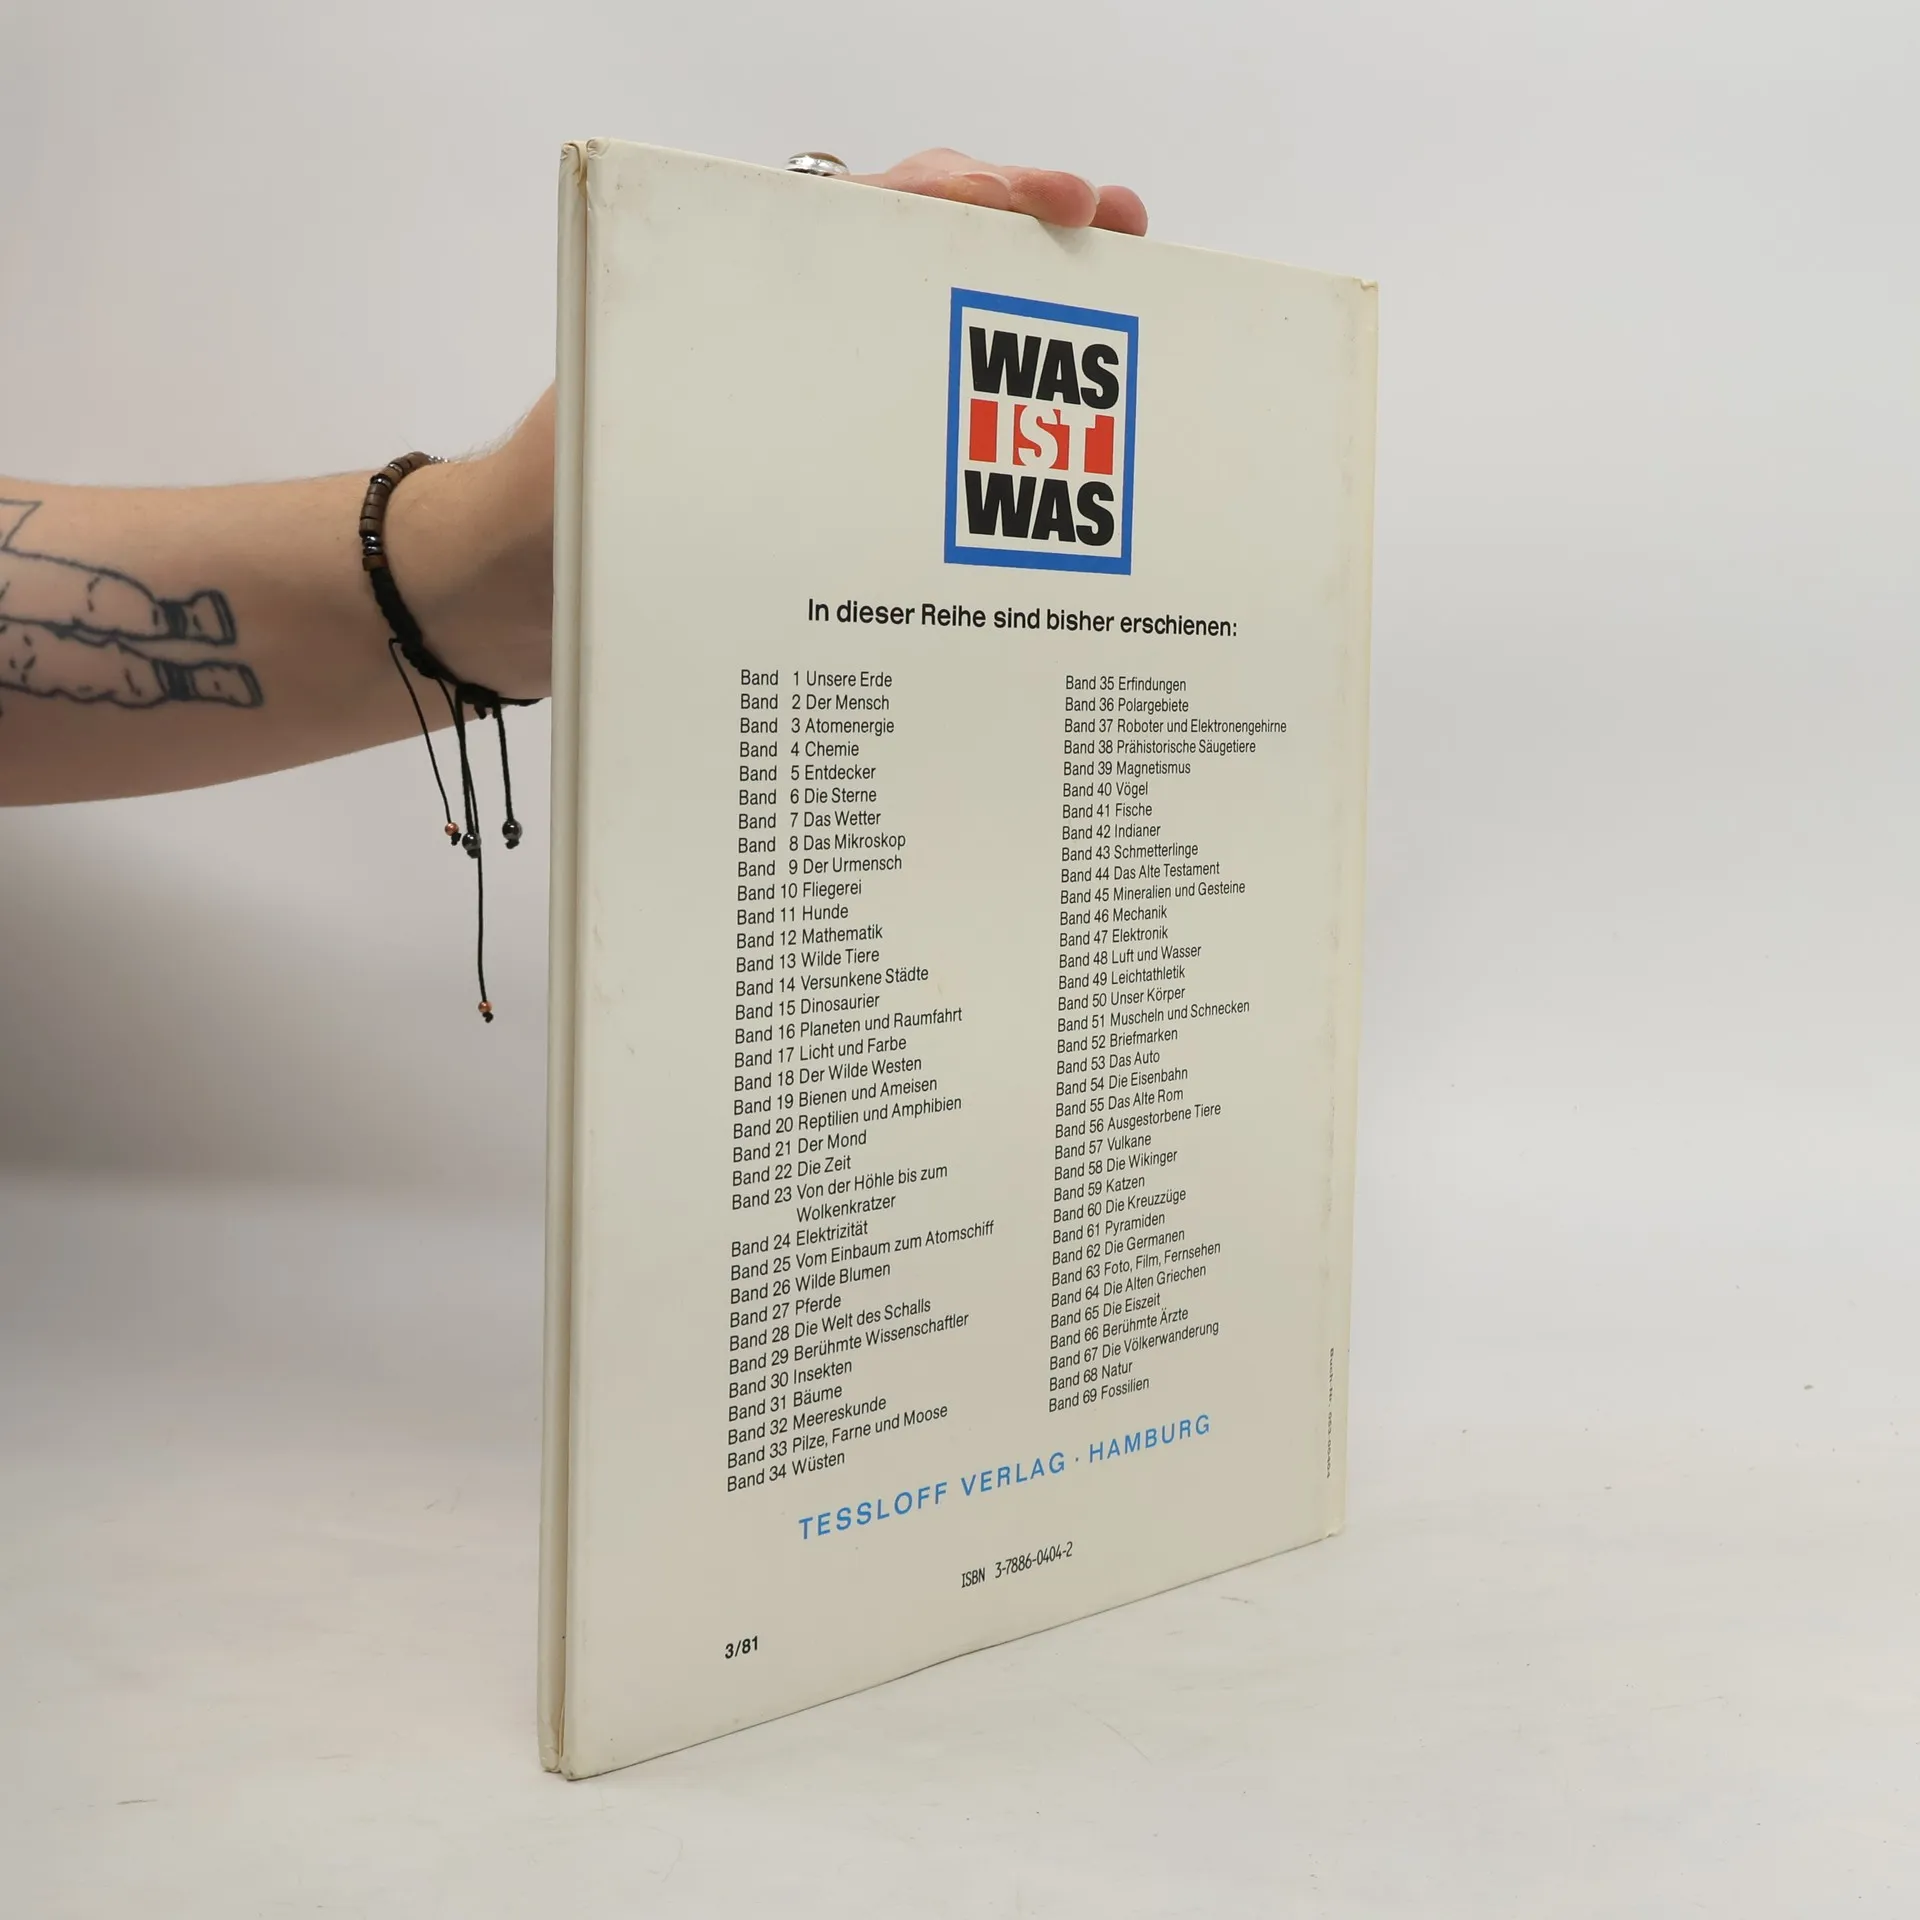 WAS
IST
WAS
In dieser Reihe sind bisher erschienen:
Band 1 Unsere Erde
Band 2 Der Mensch
Band 3 Atomenergie
Band 4 Chemie
Band 5 Entdecker
Band 6 Die Sterne
Band 7 Das Wetter
Band 8 Das Mikroskop
Band 9 Der Urmensch
Band 10 Fliegerei
Band 11 Hunde
Band 12 Mathematik
Band 13 Wilde Tiere
Band 14 Versunkene Städte
Band 15 Dinosaurier
Band 16 Planeten und Raumfahrt
Band 17 Licht und Farbe
Band 18 Der Wilde Westen
Band 19 Bienen und Ameisen
Band 20 Reptilien und Amphibien
Band 21 Der Mond
Band 22 Die Zeit
Band 23 Von der Höhle bis zum
Wolkenkratzer
Band 24 Elektrizität
Band 25 Vom Einbaum zum Atomschiff
Band 26 Wilde Blumen
Band 27 Pferde
Band 28 Die Welt des Schalls
Band 29 Berühmte Wissenschaftler
Band 30 Insekten
Band 31 Bäume
Band 32 Meereskunde
Band 33 Pilze, Farne und Moose
Band 34 Wüsten
Band 35 Erfindungen
Band 36 Polargebiete
Band 37 Roboter und Elektronengehirne
Band 38 Prähistorische Säugetiere
Band 39 Magnetismus
Band 40 Vögel
Band 41 Fische
Band 42 Indianer
Band 43 Schmetterlinge
Band 44 Das Alte Testament
Band 45 Mineralien und Gesteine
Band 46 Mechanik
Band 47 Elektronik
Band 48 Luft und Wasser
Band 49 Leichtathletik
Band 50 Unser Körper
Band 51 Muscheln und Schnecken
Band 52 Briefmarken
Band 53 Das Auto
Band 54 Die Eisenbahn
Band 55 Das Alte Rom
Band 56 Ausgestorbene Tiere
Band 57 Vulkane
Band 58 Die Wikinger
Band 59 Katzen
Band 60 Die Kreuzzüge
Band 61 Pyramiden
Band 62 Die Germanen
Band 63 Foto, Film, Fernsehen
Band 64 Die Alten Griechen
Band 65 Die Eiszeit
Band 66 Berühmte Ärzte
Band 67 Die Völkerwanderung
Band 68 Natur
Band 69 Fossilien
TESSLOFF VERLAG · HAMBURG
ISBN 3-7886-0404-2
3/81